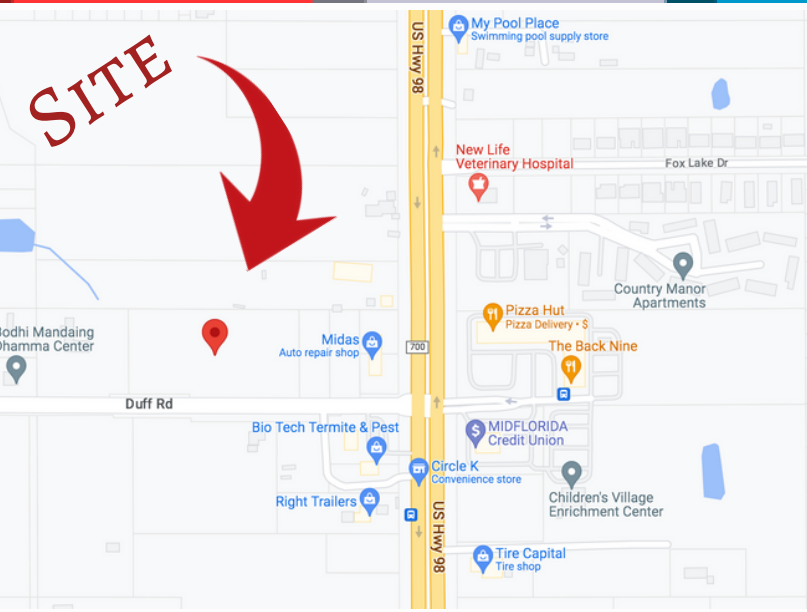 SITE
US Hwy 98
My Pool Place
Swimming pool supply store
New Life
Veterinary Hospital
Fox Lake Dr
Country Manor
Apartments
Pizza Hut
Pizza Delivery • $
The Back Nine
Midas
Auto repair shop
700
Bodhi Mandaing
Dhamma Center
Duff Rd
Bio Tech Termite & Pest
$
MIDFLORIDA
Credit Union
Circle K
Convenience store
Right Trailers
Children's Village
Enrichment Center
US Hwy 98
Tire Capital
Tire shop